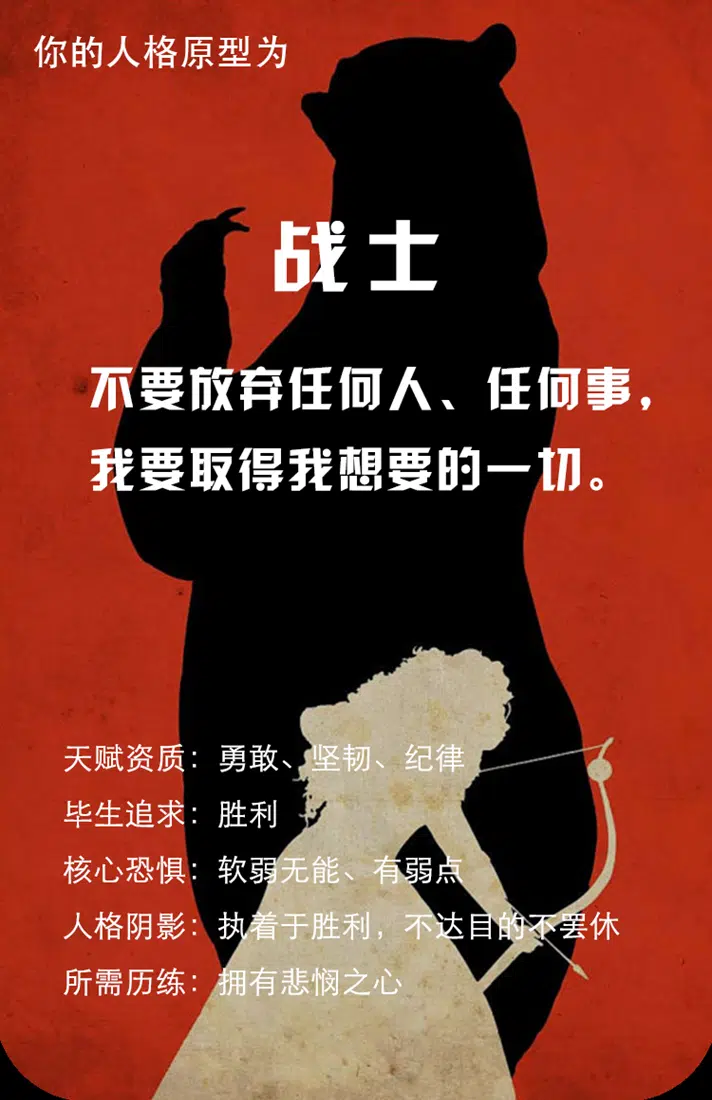 你的人格原型为
战士
不要放弃任何人、任何事，
我要取得我想要的一切。
天赋资质：勇敢、坚韧、纪律
毕生追求：胜利
核心恐惧：软弱无能、有弱点
人格阴影：执着于胜利，不达目的不罢休
所需历练：拥有悲悯之心